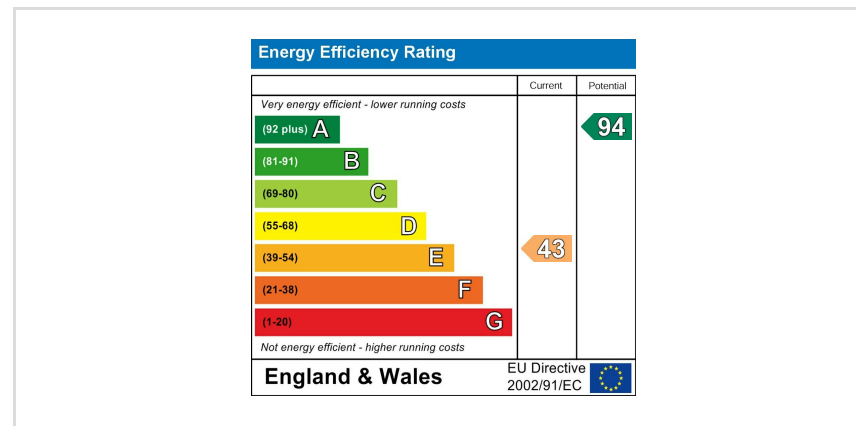 Energy Efficiency Rating
Current Potential
Very energy efficient - lower running costs
(92 plus) A
94
(81-91) B
(69-80) C
(55-68) D
(39-54) E
43
(21-38) F
(1-20) G
Not energy efficient - higher running costs
England & Wales
EU Directive
2002/91/EC